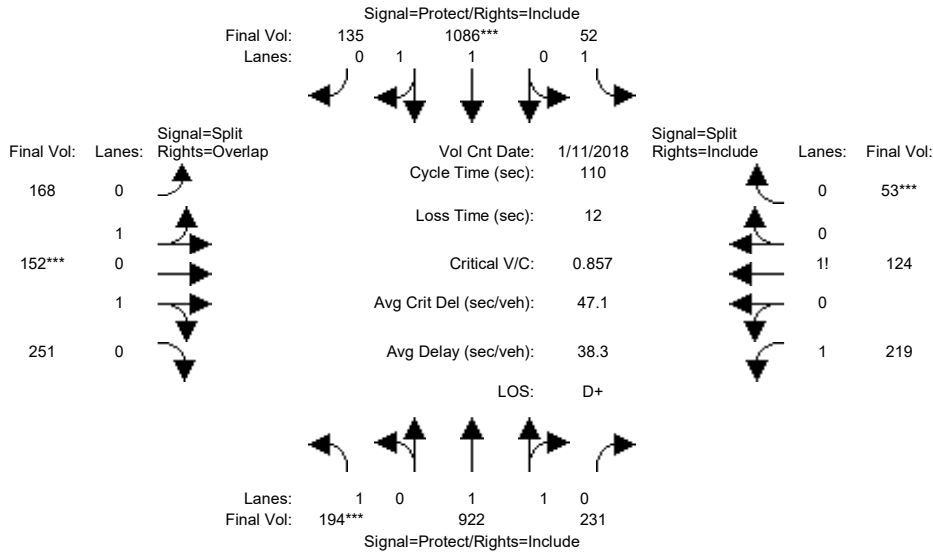 Signal=Protect/Rights=Include
Final Vol: 135 1086*** 52
Lanes: 0 1 1 0 1
Signal=Split Signal=Split
Final Vol: Lanes: Rights=Overlap Vol Cnt Date: 1/11/2018 Rights=Include Lanes: Final Vol:
Cycle Time (sec): 110
168 0 0 53***
Loss Time (sec): 12
1 0
152*** 0 Critical V/C: 0.857 1! 124
1 Avg Crit Del (sec/veh): 47.1 0
251 0 Avg Delay (sec/veh): 38.3 1 219
LOS: D+
Lanes: 1 0 1 1 0
Final Vol: 194*** 922 231
Signal=Protect/Rights=Include